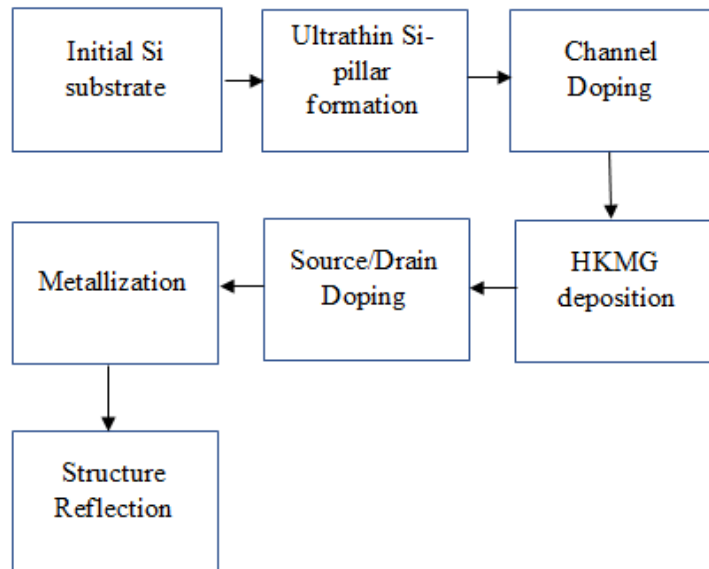 Initial Si
substrate
Ultrathin Si-
pillar
formation
Channel
Doping
HKMG
deposition
Source/Drain
Doping
Metallization
Structure
Reflection